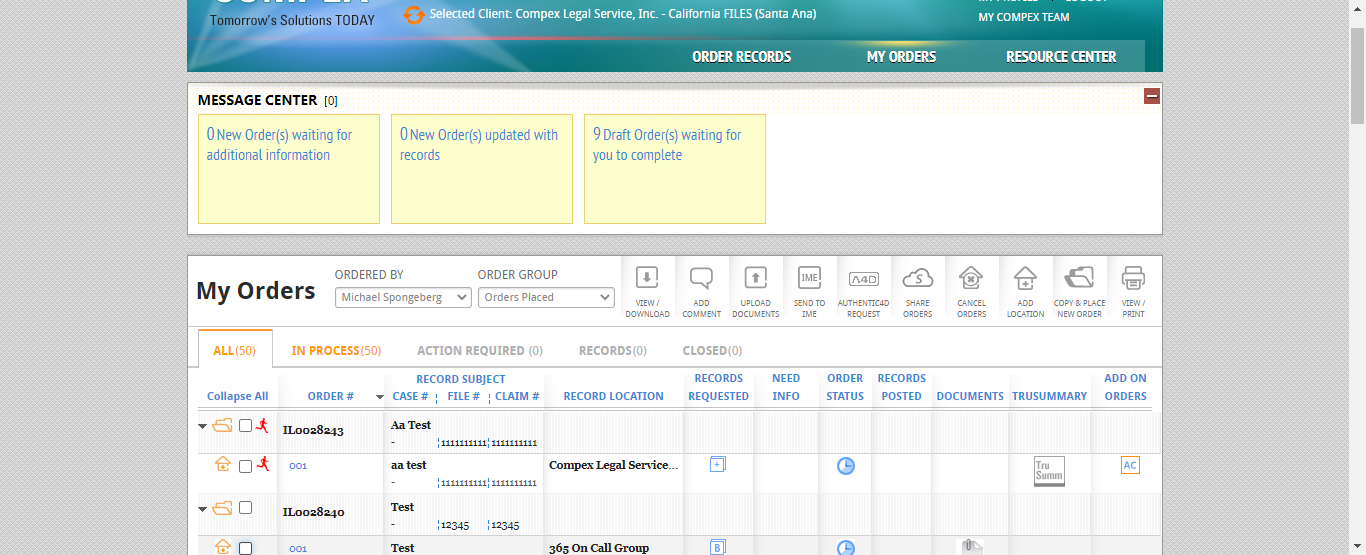 Tomorrow's Solutions TODAY
Selected Client: Compex Legal Service, Inc. - California FILES (Santa Ana)
MY COMPEX TEAM
ORDER RECORDS
MY ORDERS
RESOURCE CENTER
MESSAGE CENTER [0]
0 New Order(s) waiting for
additional information
0 New Order(s) updated with
records
9 Draft Order(s) waiting for
you to complete
My Orders
ORDERED BY
Michael Spongeberg
ORDER GROUP
Orders Placed
VIEW /
DOWNLOAD
ADD
COMMENT
UPLOAD
DOCUMENTS
IME
SEND TO
IME
A4D
AUTHENTIC4D
REQUEST
S
SHARE
ORDERS
CANCEL
ORDERS
ADD
LOCATION
COPY & PLACE
NEW ORDER
VIEW /
PRINT
ALL(50)
IN PROCESS(50)
ACTION REQUIRED (0)
RECORDS(0)
CLOSED(0)
Collapse All
ORDER #
RECORD SUBJECT
CASE # FILE # CLAIM #
RECORD LOCATION
RECORDS
REQUESTED
NEED
INFO
ORDER
STATUS
RECORDS
POSTED
DOCUMENTS
TRUSUMMARY
ADD ON
ORDERS
IL0028243
Aa Test
- 1111111111 1111111111
001
aa test
- 1111111111 1111111111
Compex Legal Service...
+
Tru
Summ
AC
IL0028240
Test
- 12345 12345
001
Test
365 On Call Group
B